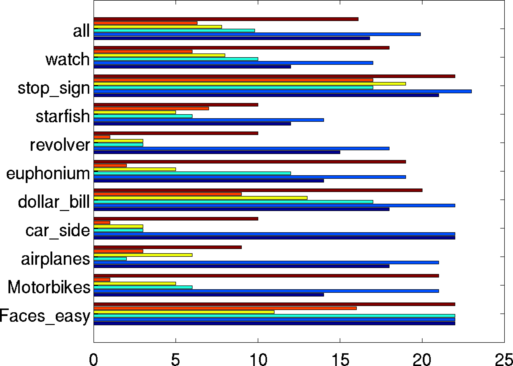 all
watch
stop_sign
starfish
revolver
euphonium
dollar_bill
car_side
airplanes
Motorbikes
Faces_easy
0 5 10 15 20 25